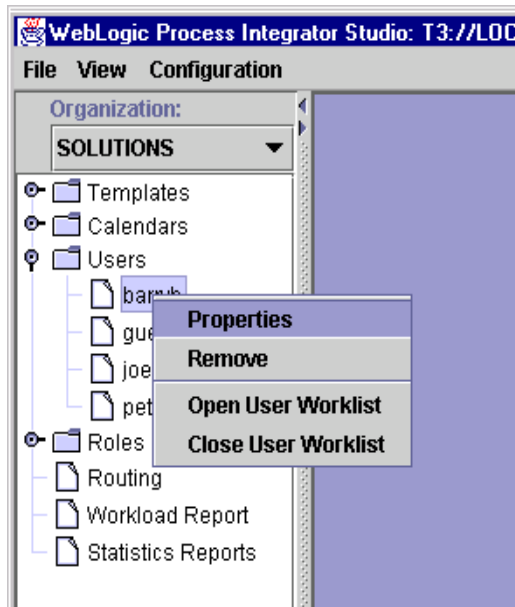 WebLogic Process Integrator Studio: T3://LOC
File View Configuration
Organization:
SOLUTIONS
Templates
Calendars
Users
Properties
Remove
Open User Worklist
Close User Worklist
Roles
Routing
Workload Report
Statistics Reports